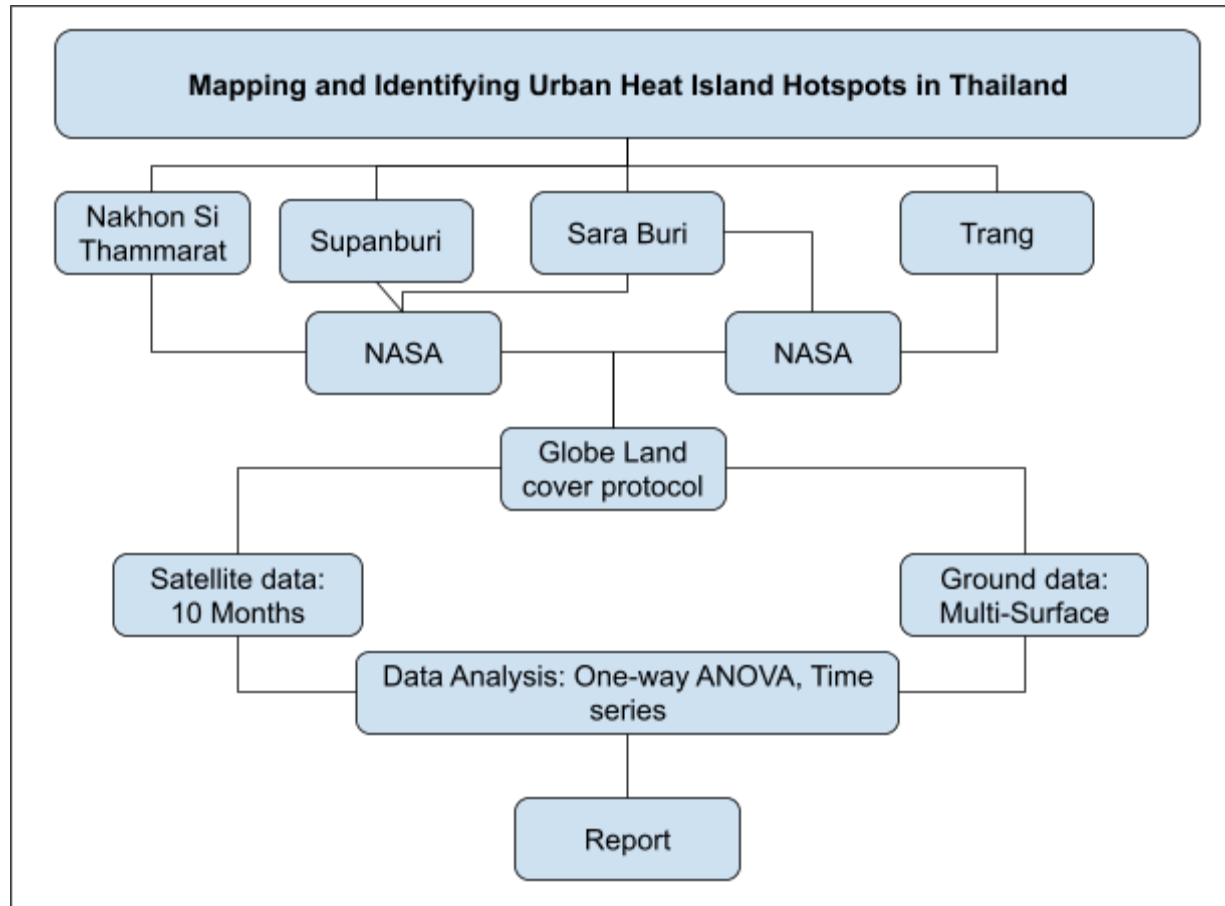 Mapping and Identifying Urban Heat Island Hotspots in Thailand
Nakhon Si
Thammarat
Supanburi
Sara Buri
Trang
NASA
NASA
Globe Land
cover protocol
Satellite data:
10 Months
Ground data:
Multi-Surface
Data Analysis: One-way ANOVA, Time
series
Report